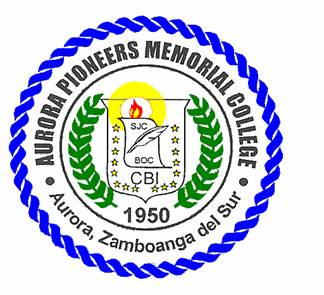 AURORA PIONEERS MEMORIAL COLLEGE
SJC
BOC
CBI
1950
• Aurora, Zamboanga del Sur •